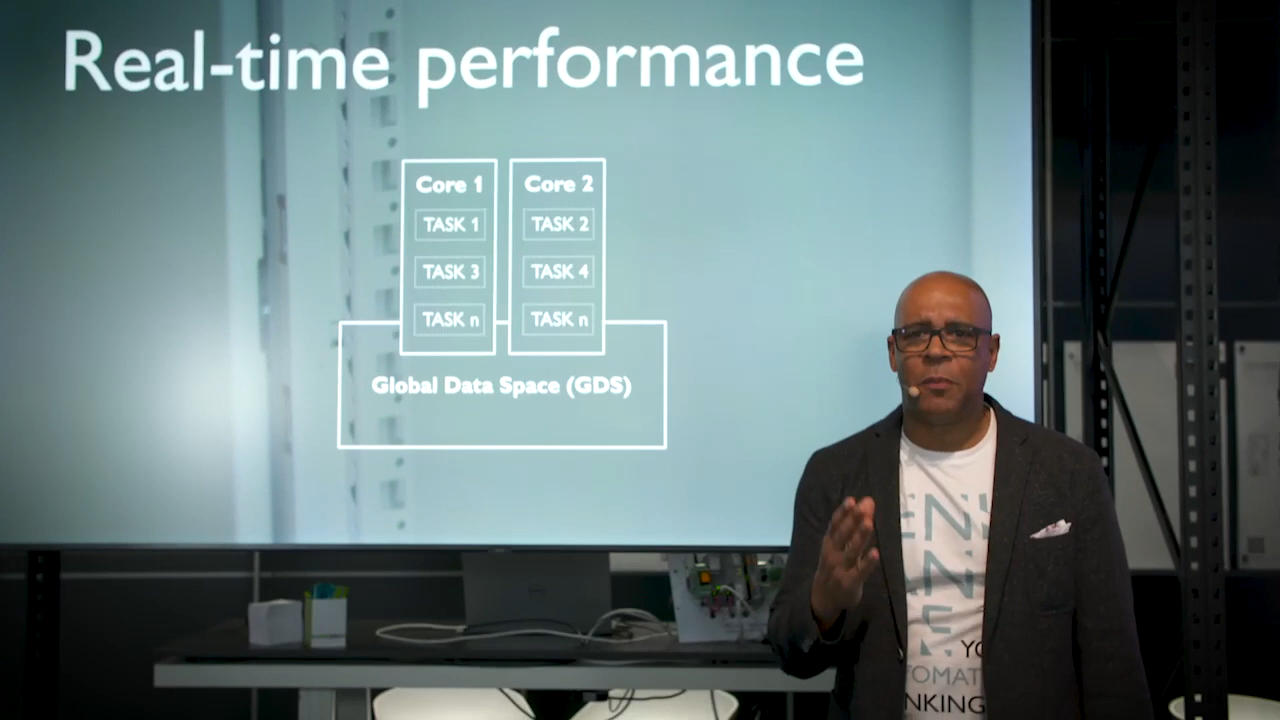 Real-time performance
Core 1
TASK 1
TASK 3
TASK n
Core 2
TASK 2
TASK 4
TASK n
Global Data Space (GDS)